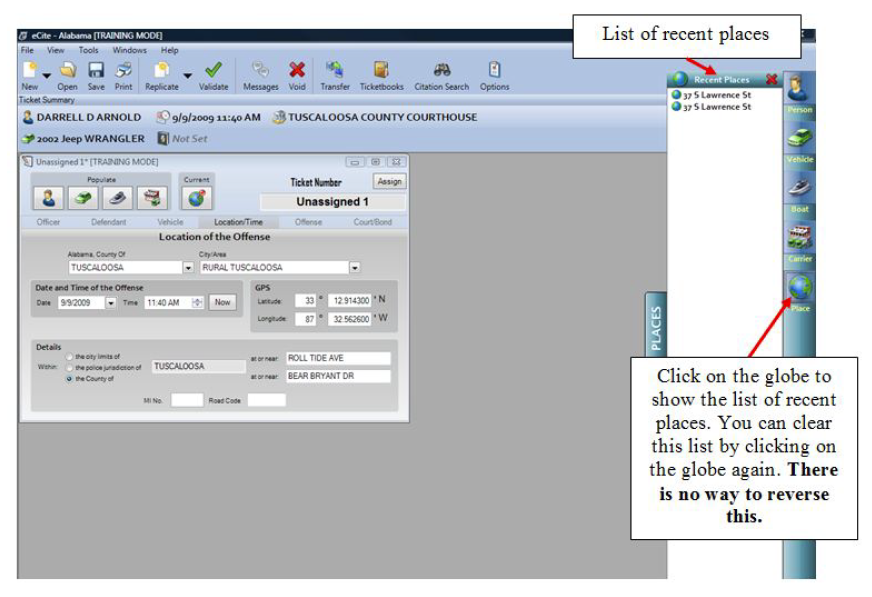 List of recent places
eCite - Alabama [TRAINING MODE]
File View Tools Windows Help
New Open Save Print Replicate Validate Messages Void Transfer Ticketbooks Citation Search Options
Ticket Summary
DARRELL D ARNOLD 9/9/2009 11:40 AM TUSCALOOSA COUNTY COURTHOUSE
2002 Jeep WRANGLER Not Set
Recent Places
37 S Lawrence St
37 S Lawrence St
Person
Vehicle
Boat
Carrier
Place
PLACES
Unassigned 1* [TRAINING MODE]
Populate Current
Ticket Number Assign
Unassigned 1
Officer Defendant Vehicle Location/Time Offense Court/Bond
Location of the Offense
Alabama, County Of City/Area
TUSCALOOSA RURAL TUSCALOOSA
Date and Time of the Offense GPS
Date 9/9/2009 Time 11:40 AM Now
Latitude: 33 ° 12.914300 ' N
Longitude: 87 ° 32.562600 ' W
Details
Within: the city limits of
the police jurisdiction of
the County of
TUSCALOOSA
at or near: ROLL TIDE AVE
at or near: BEAR BRYANT DR
MI No. Road Code
Click on the globe to
show the list of recent
places. You can clear
this list by clicking on
the globe again. There
is no way to reverse
this.